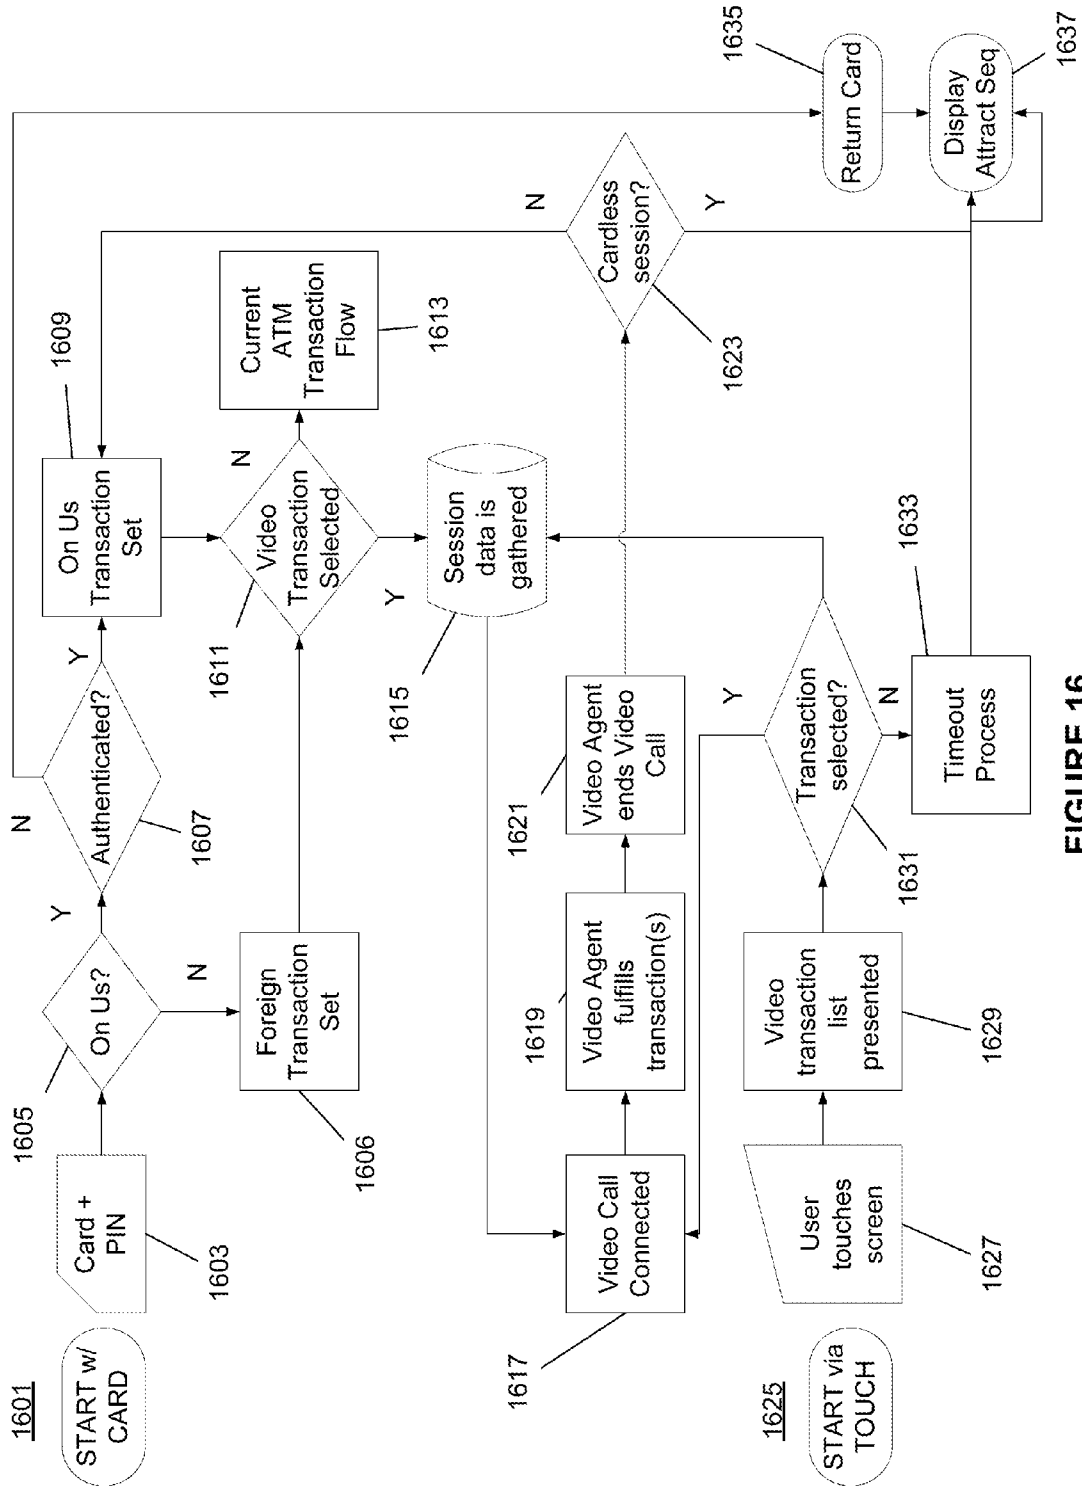 1601
START w/
CARD
Card +
PIN
1603
1605
On Us?
Y
N
Foreign
Transaction
Set
1606
Authenticated?
1607
N
Y
On Us
Transaction
Set
1609
Video
Transaction
Selected
1611
N
Y
Current
ATM
Transaction
Flow
1613
Session
data is
gathered
1615
Video Call
Connected
1617
Video Agent
fulfills
transaction(s)
1619
Video Agent
ends Video
Call
1621
Cardless
session?
1623
N
Y
1625
START via
TOUCH
User
touches
screen
1627
Video
transaction
list
presented
1629
Transaction
selected?
1631
Y
N
Timeout
Process
1633
Return Card
1635
Display
Attract Seq
1637
FIGURE 16